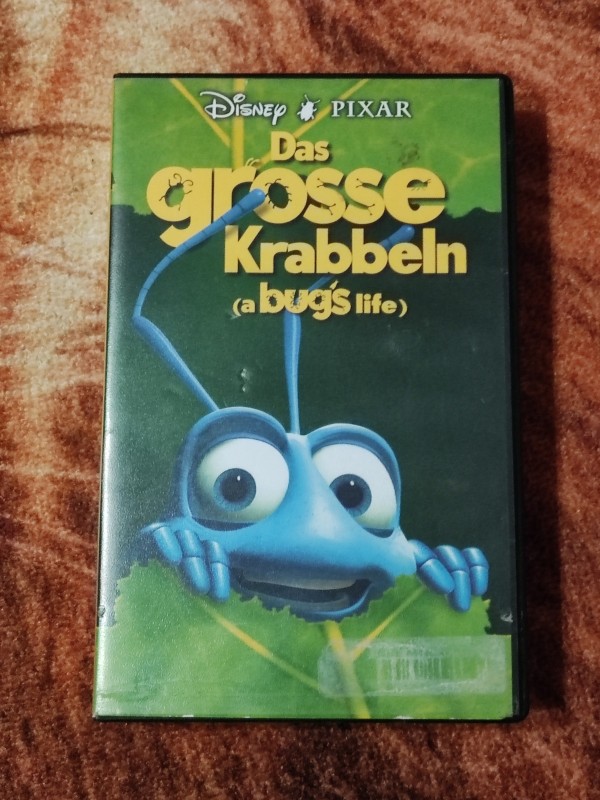 Disney PIXAR
Das
grosse
Krabbeln
(a bug's life)